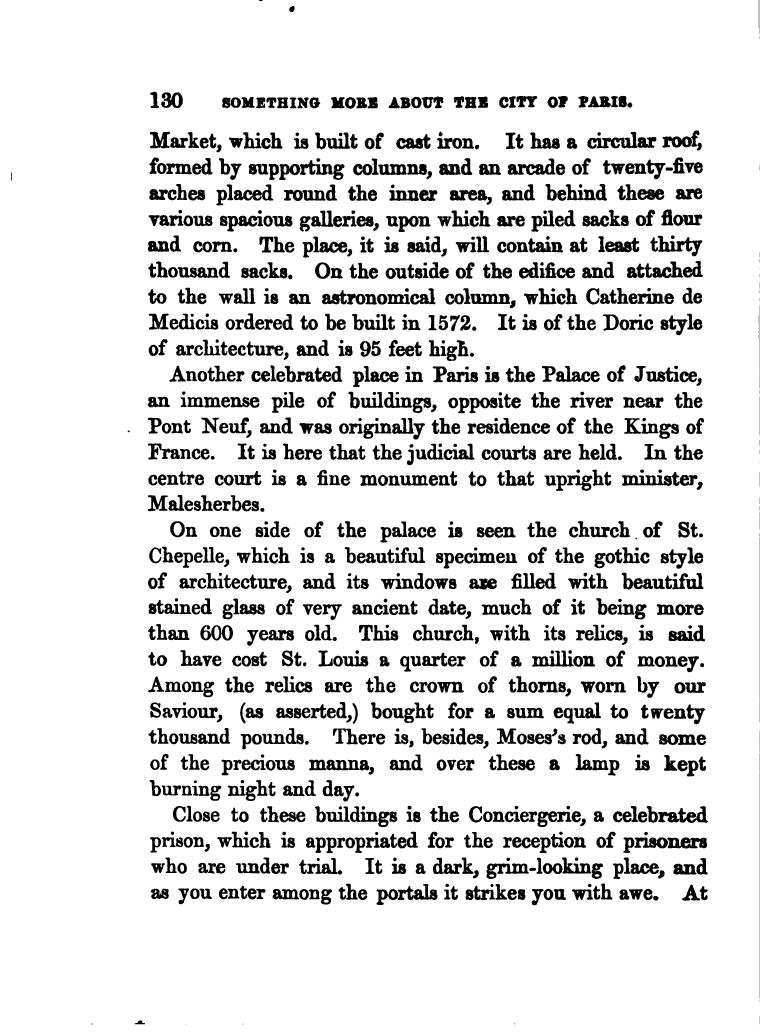 130 SOMETHING MORE ABOUT THE CITY OF PARIS.
Market, which is built of cast iron. It has a circular roof,
formed by supporting columns, and an arcade of twenty-five
arches placed round the inner area, and behind these are
various spacious galleries, upon which are piled sacks of flour
and corn. The place, it is said, will contain at least thirty
thousand sacks. On the outside of the edifice and attached
to the wall is an astronomical column, which Catherine de
Medicis ordered to be built in 1572. It is of the Doric style
of architecture, and is 95 feet high.
Another celebrated place in Paris is the Palace of Justice,
an immense pile of buildings, opposite the river near the
Pont Neuf, and was originally the residence of the Kings of
France. It is here that the judicial courts are held. In the
centre court is a fine monument to that upright minister,
Malesherbes.
On one side of the palace is seen the church of St.
Chepelle, which is a beautiful specimen of the gothic style
of architecture, and its windows are filled with beautiful
stained glass of very ancient date, much of it being more
than 600 years old. This church, with its relics, is said
to have cost St. Louis a quarter of a million of money.
Among the relics are the crown of thorns, worn by our
Saviour, (as asserted,) bought for a sum equal to twenty
thousand pounds. There is, besides, Moses's rod, and some
of the precious manna, and over these a lamp is kept
burning night and day.
Close to these buildings is the Conciergerie, a celebrated
prison, which is appropriated for the reception of prisoners
who are under trial. It is a dark, grim-looking place, and
as you enter among the portals it strikes you with awe. At